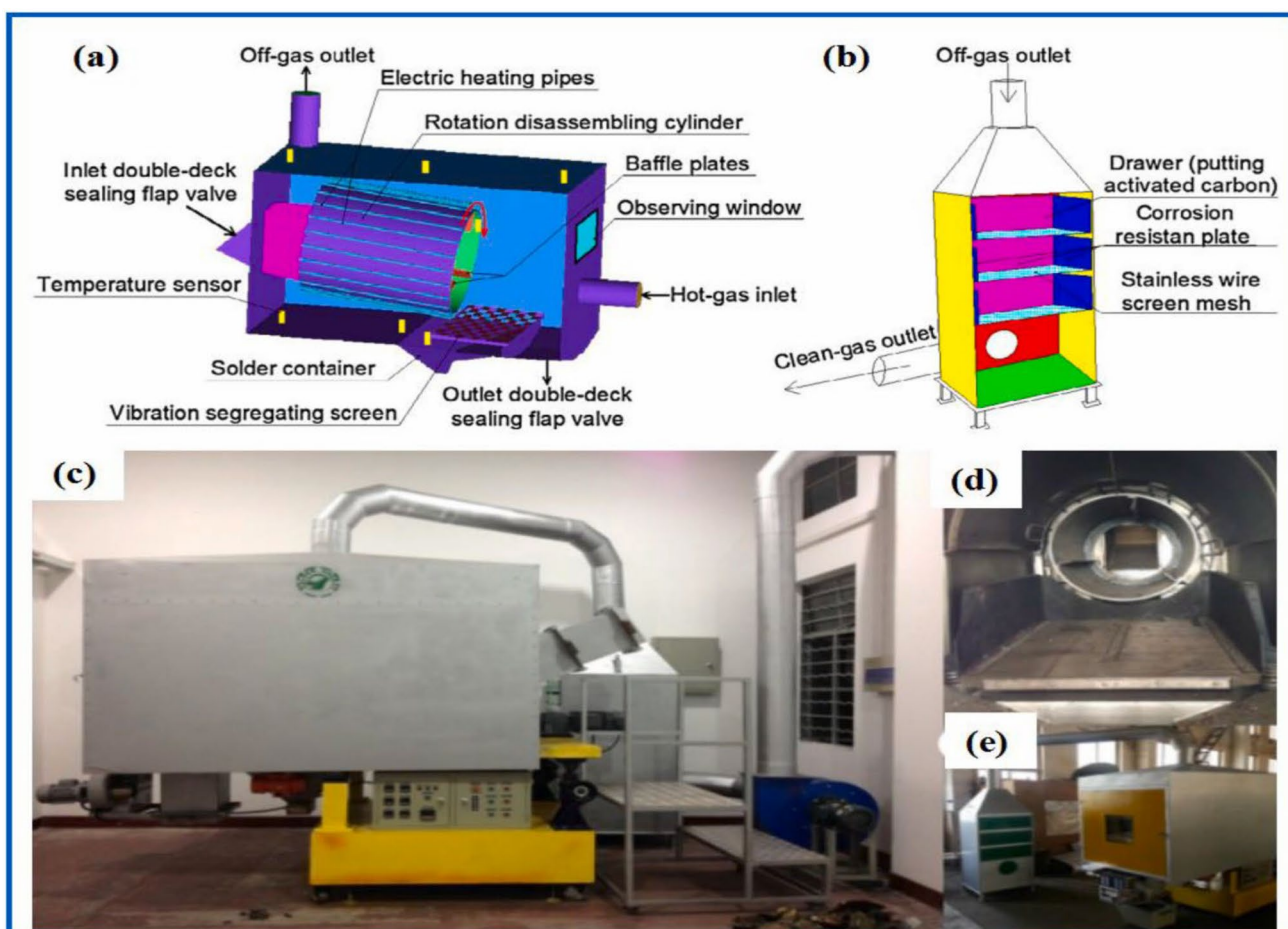 (a)
Off-gas outlet
Electric heating pipes
Rotation disassembling cylinder
Inlet double-deck
sealing flap valve
Baffle plates
Observing window
Temperature sensor
Hot-gas inlet
Solder container
Vibration segregating screen
Outlet double-deck
sealing flap valve
(b)
Off-gas outlet
Drawer (putting
activated carbon)
Corrosion
resistan plate
Stainless wire
screen mesh
Clean-gas outlet
(c)
(d)
(e)